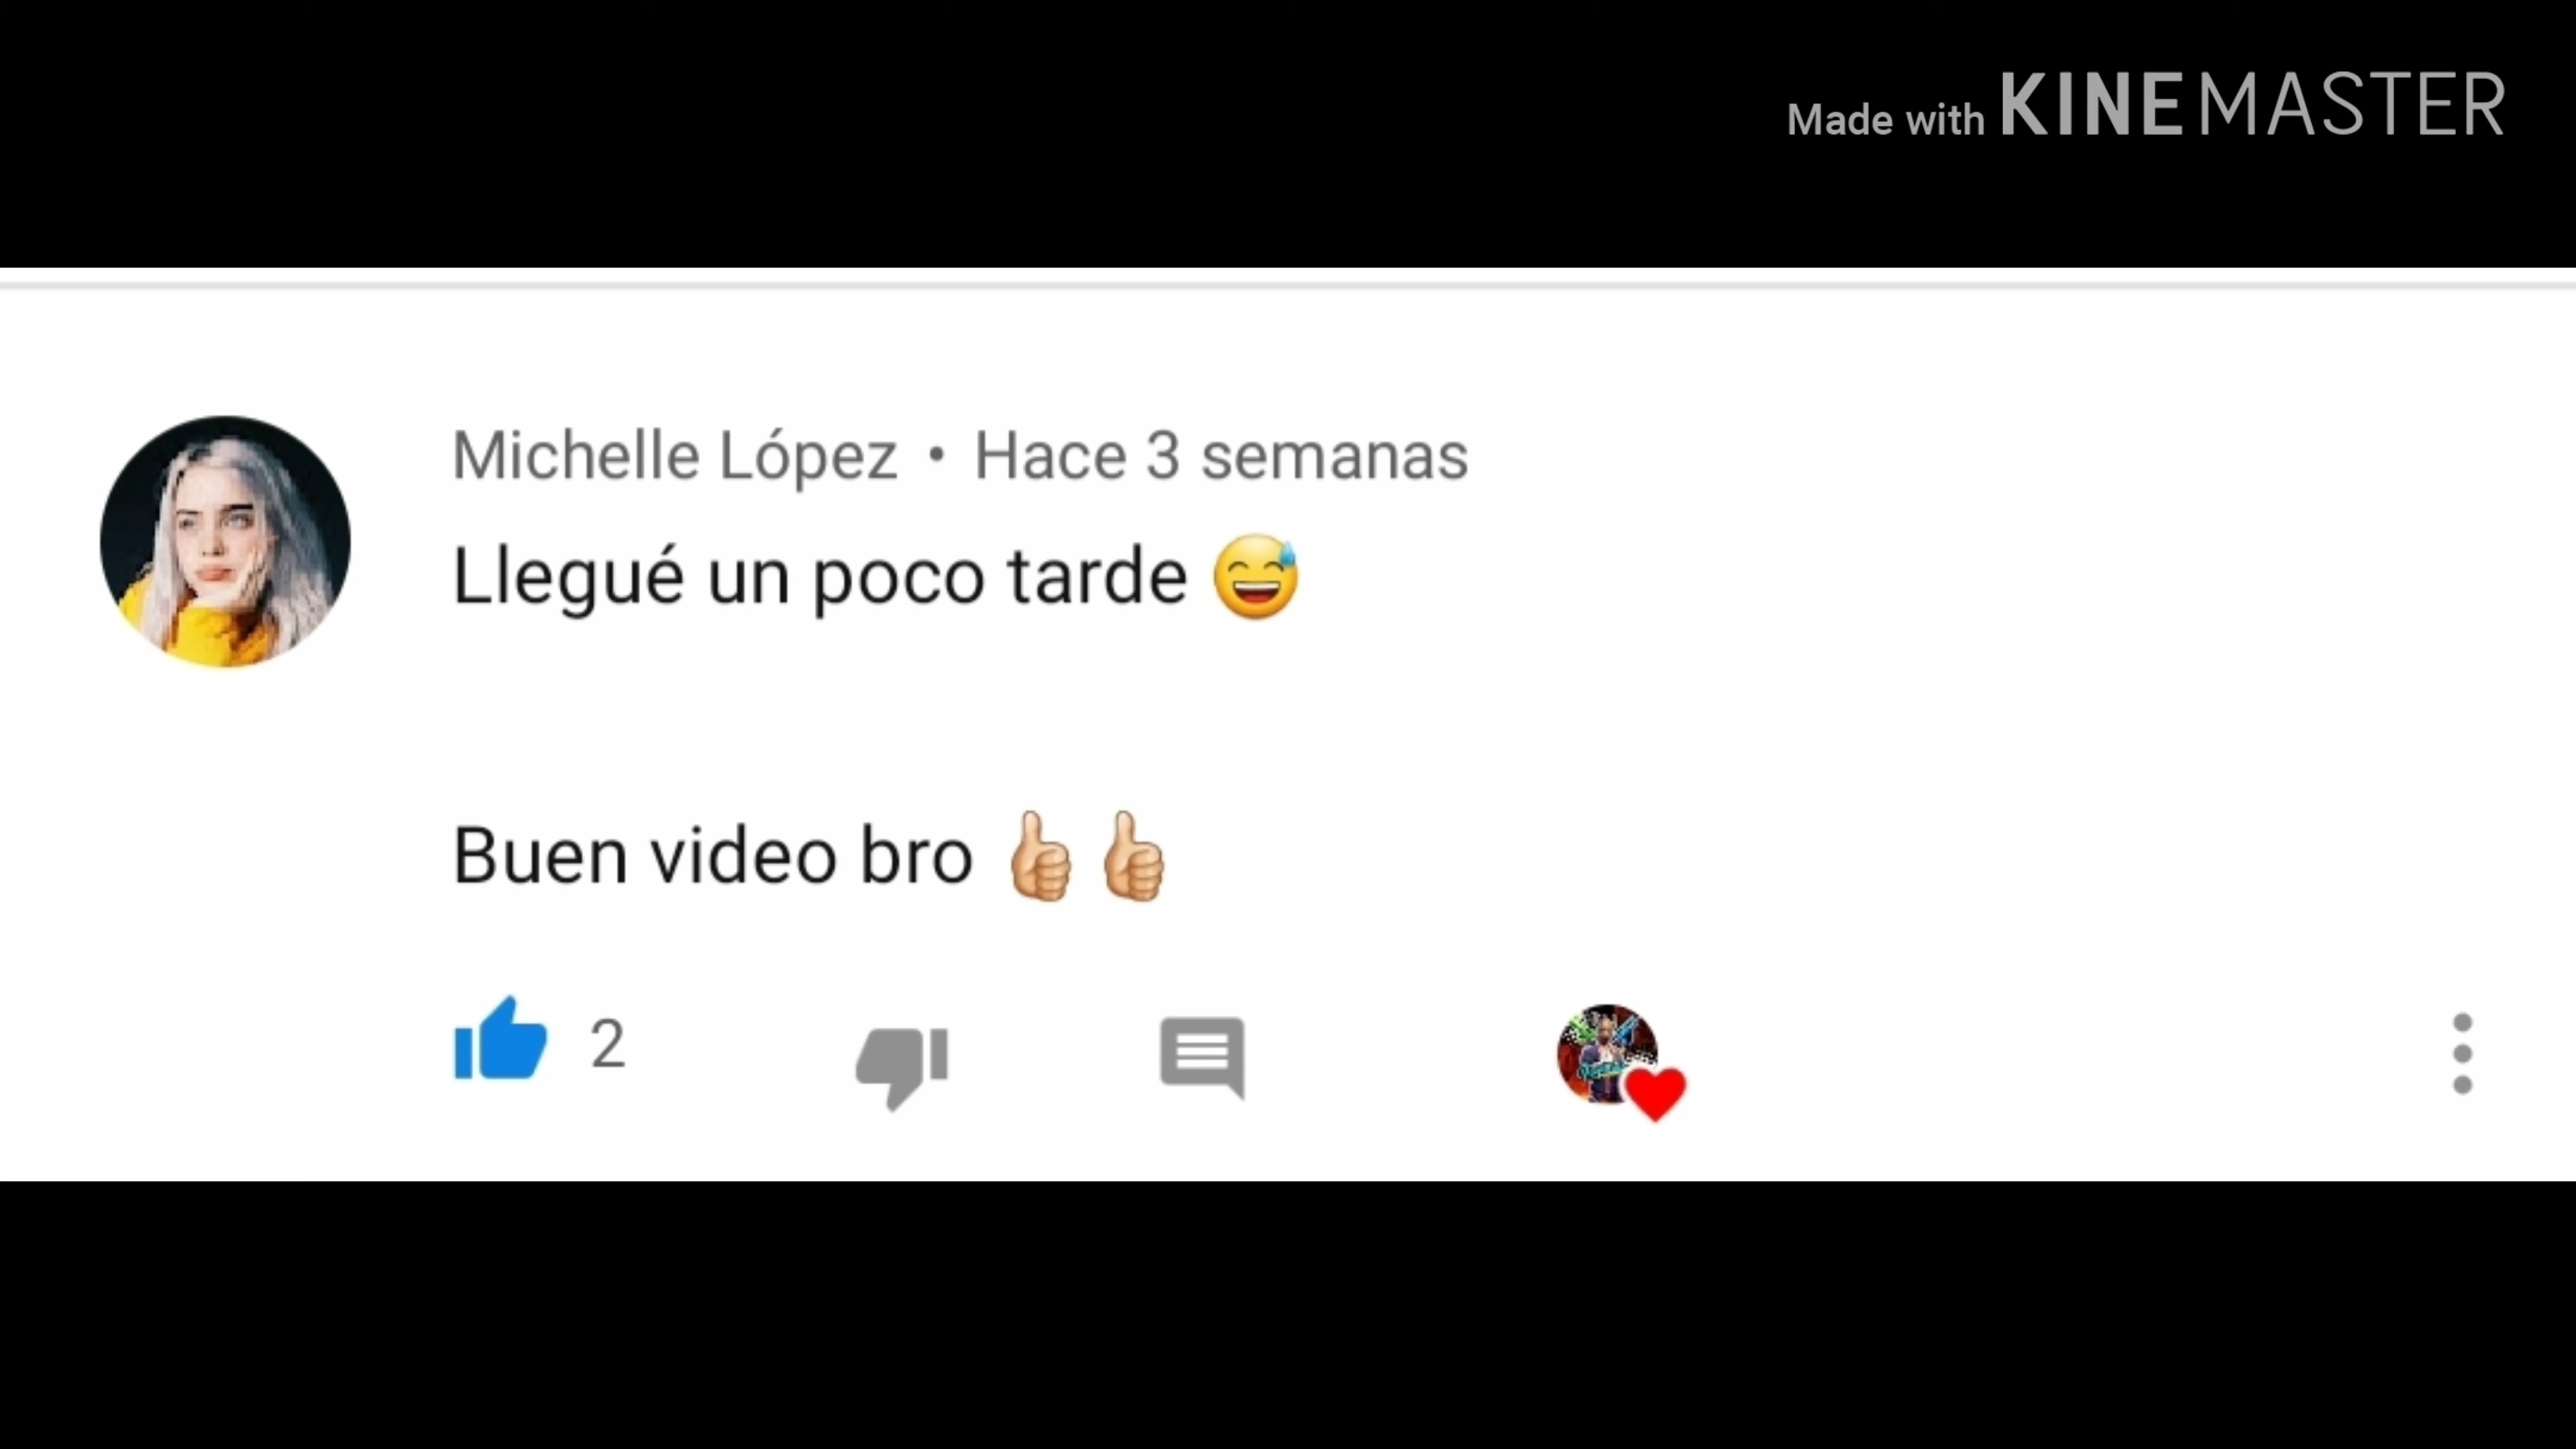 Made with KINEMASTER
Michelle López • Hace 3 semanas
Llegué un poco tarde 😅
Buen video bro 👍🏼👍🏼
2